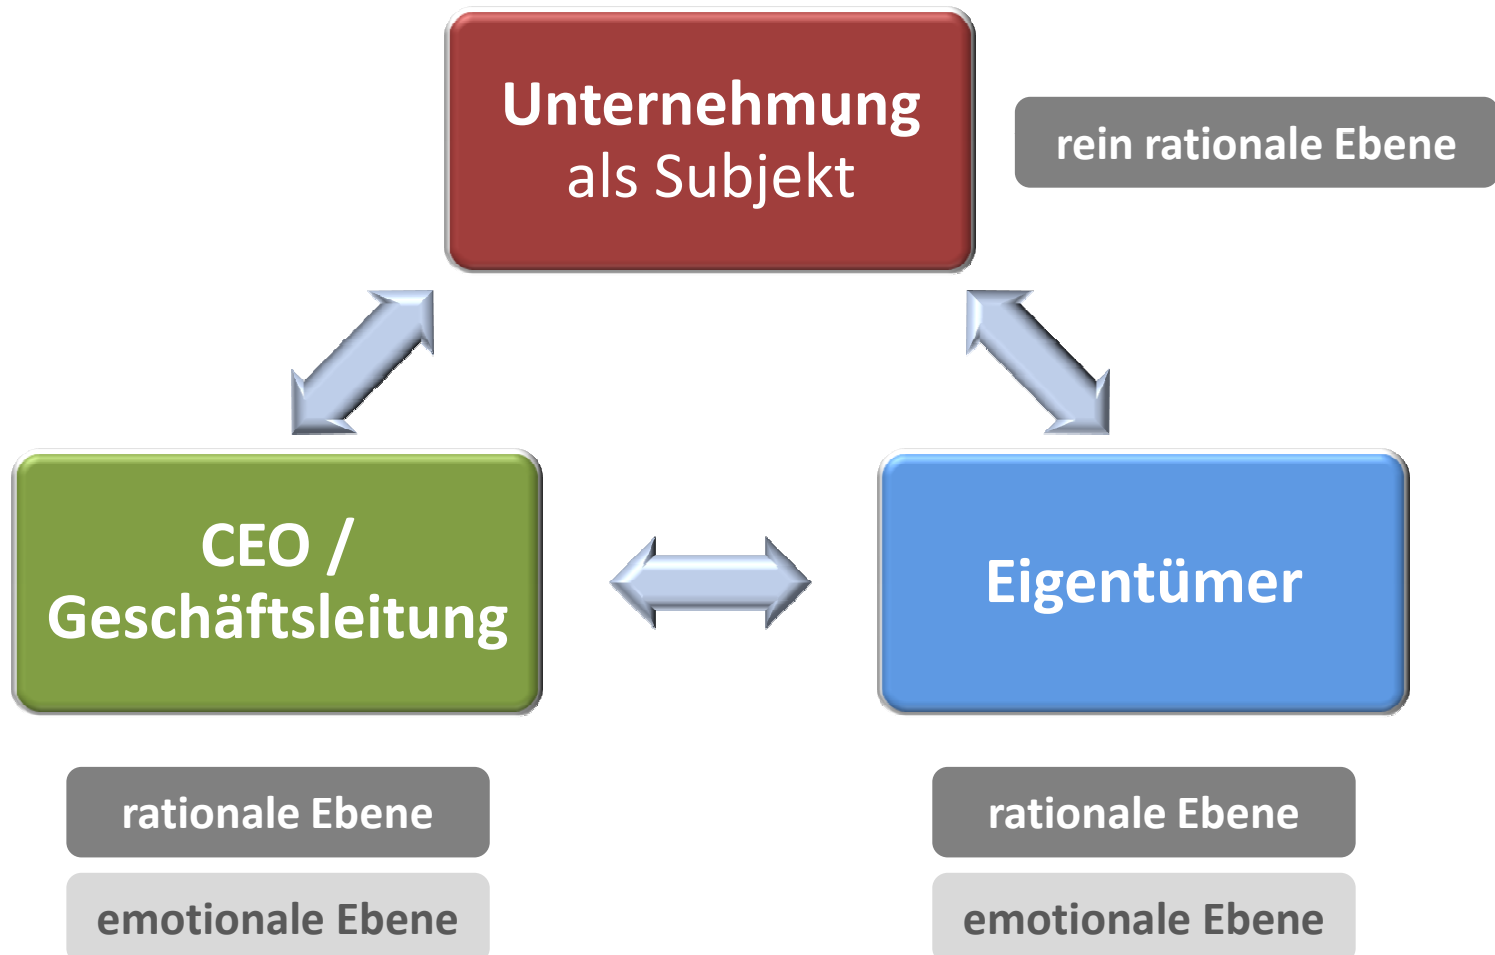 Unternehmung
als Subjekt
rein rationale Ebene
CEO /
Geschäftsleitung
Eigentümer
rationale Ebene
rationale Ebene
emotionale Ebene
emotionale Ebene